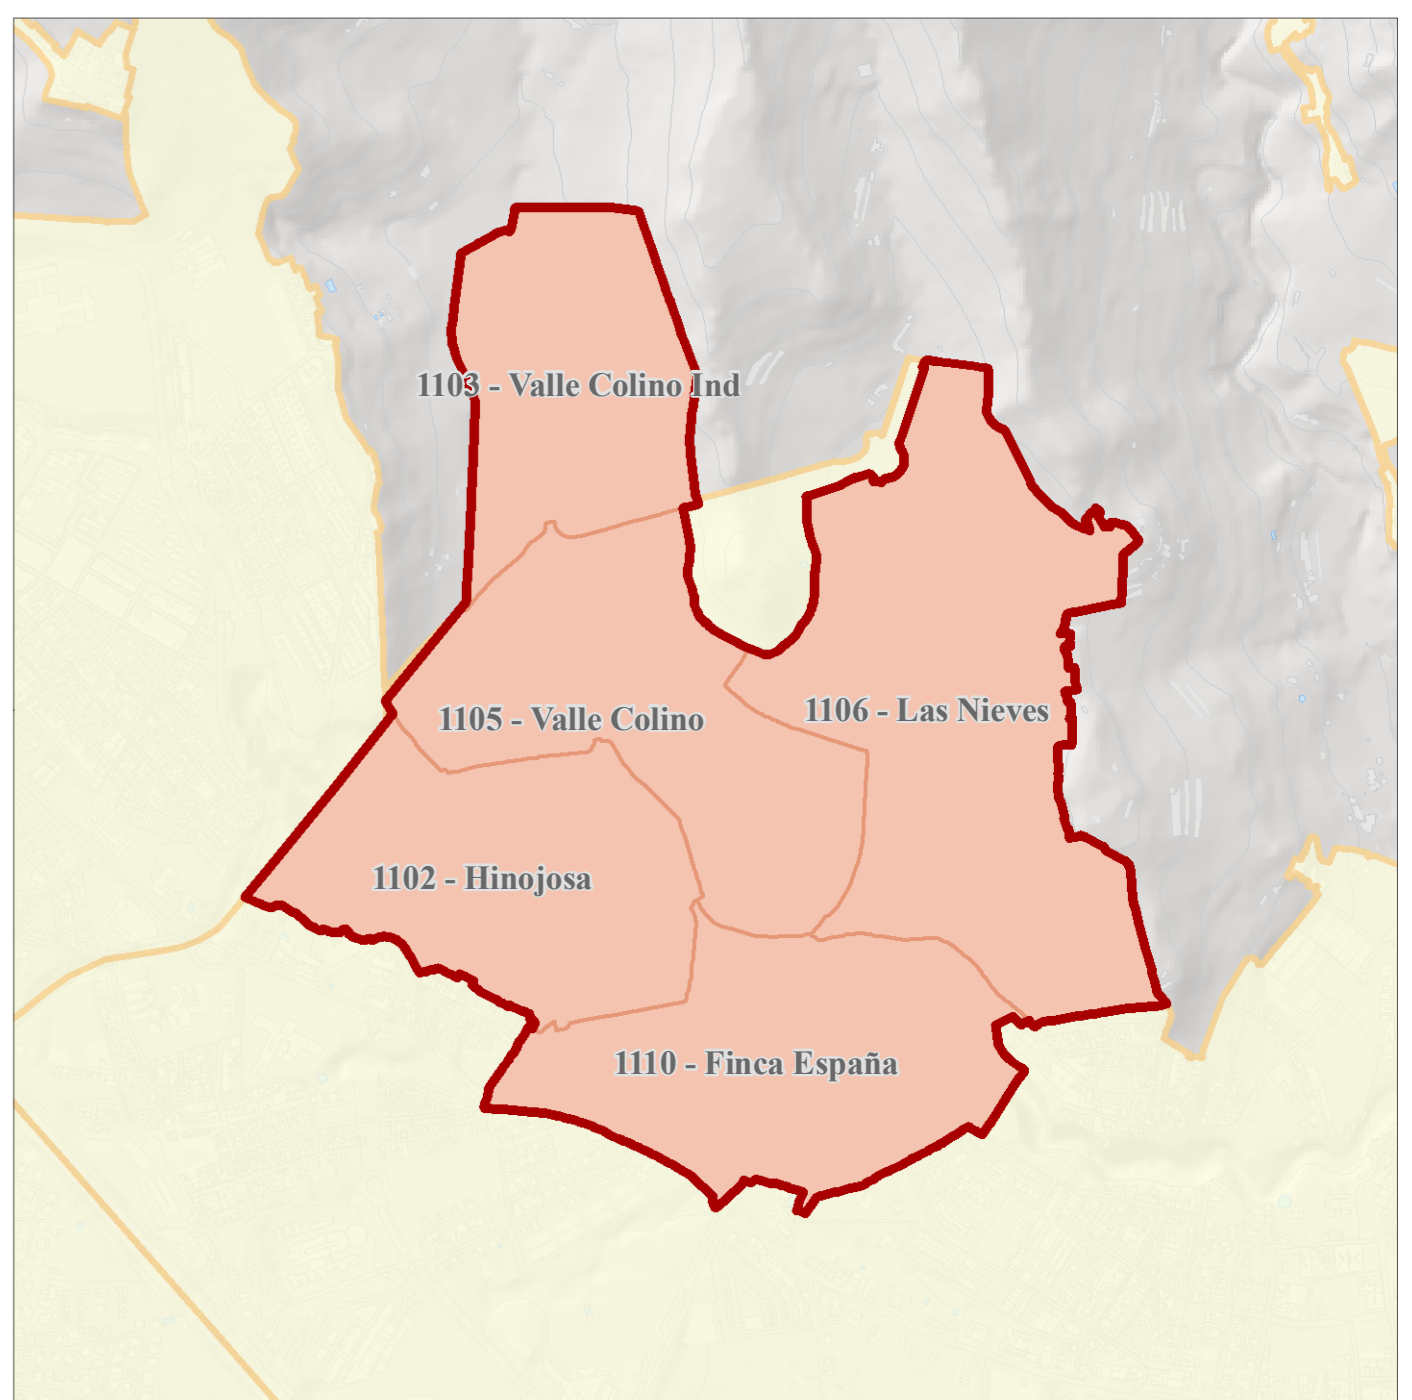 1103 - Valle Colino Ind
1106 - Las Nieves
1105 - Valle Colino
1102 - Hinojosa
1110 - Finca España